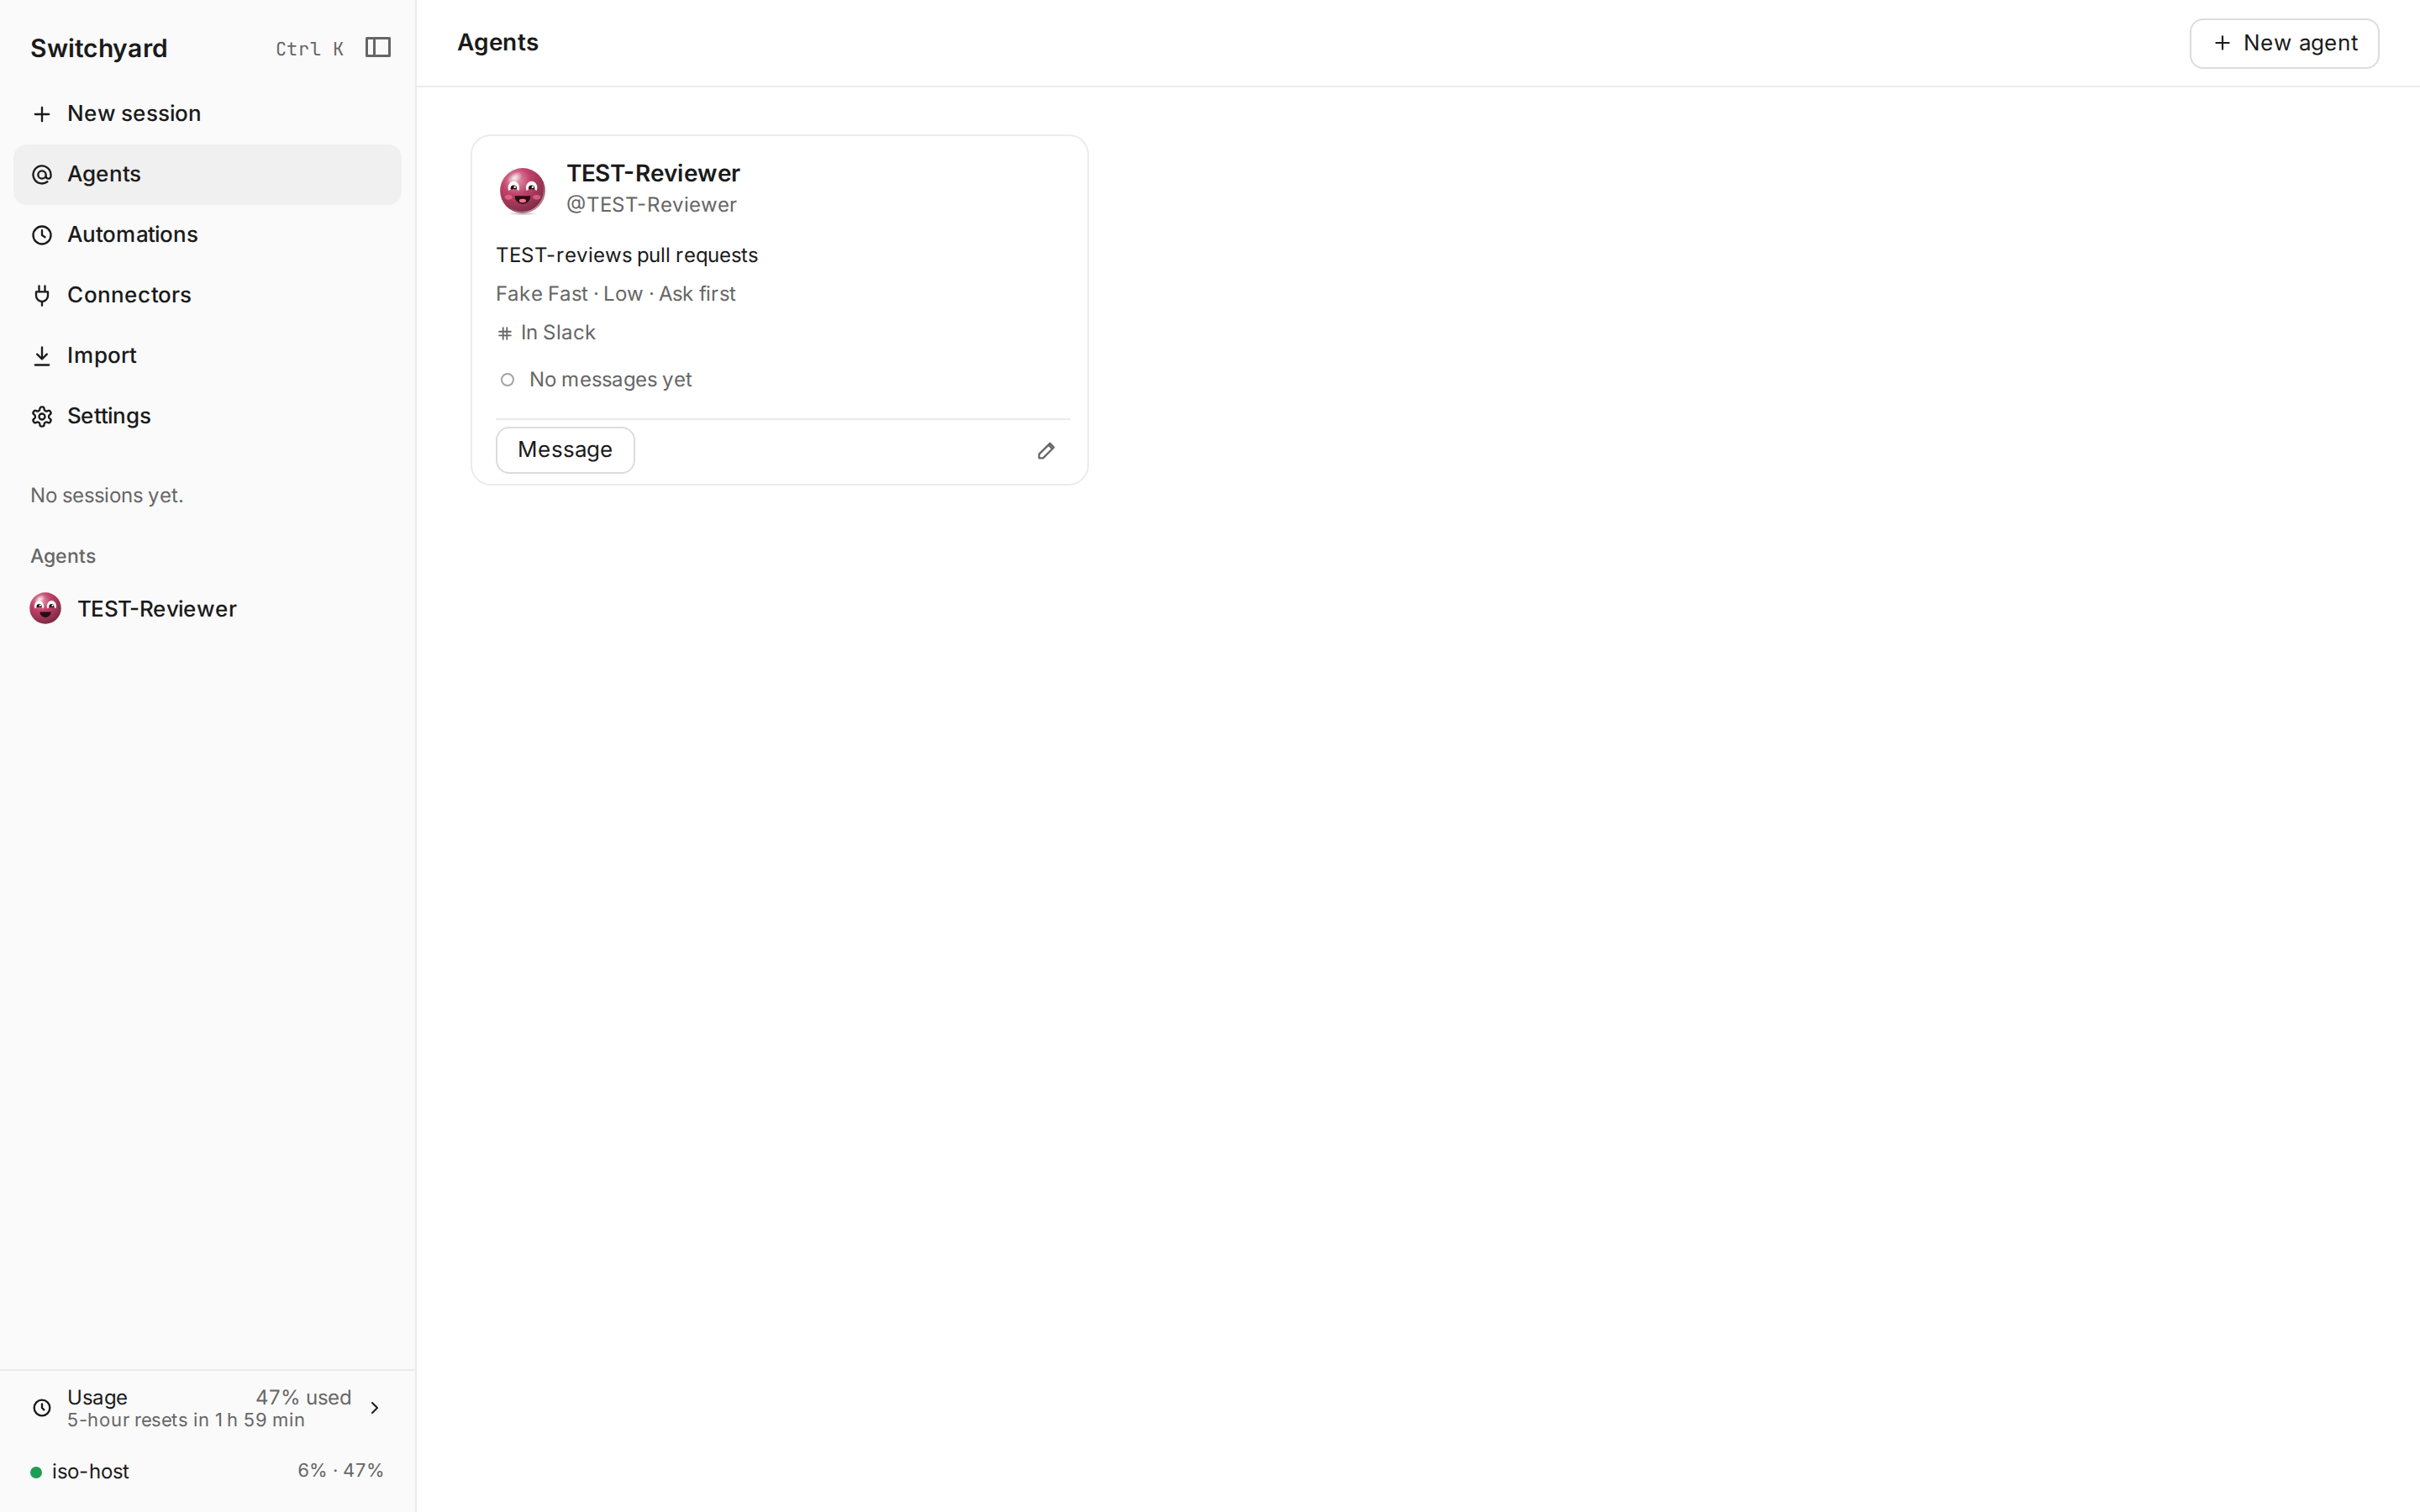 Switchyard Ctrl K
New session
Agents
Automations
Connectors
Import
Settings
No sessions yet.
Agents
TEST-Reviewer
Usage 47% used
5-hour resets in 1 h 59 min
iso-host 6% · 47%
Agents
New agent
TEST-Reviewer
@TEST-Reviewer
TEST-reviews pull requests
Fake Fast · Low · Ask first
In Slack
No messages yet
Message